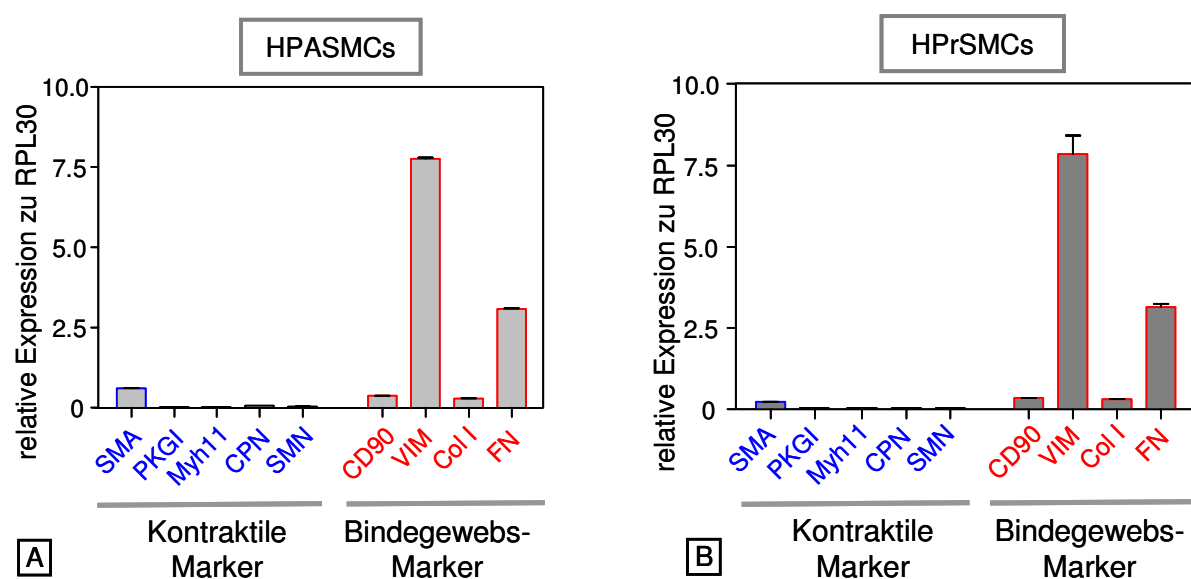 HPASMCs
relative Expression zu RPL30
10.0
7.5
5.0
2.5
0
SMA
PKGI
Myh11
CPN
SMN
CD90
VIM
Col I
FN
Kontraktile
Marker
Bindegewebs-
Marker
A
HPrSMCs
relative Expression zu RPL30
10.0
7.5
5.0
2.5
0
SMA
PKGI
Myh11
CPN
SMN
CD90
VIM
Col I
FN
Kontraktile
Marker
Bindegewebs-
Marker
B